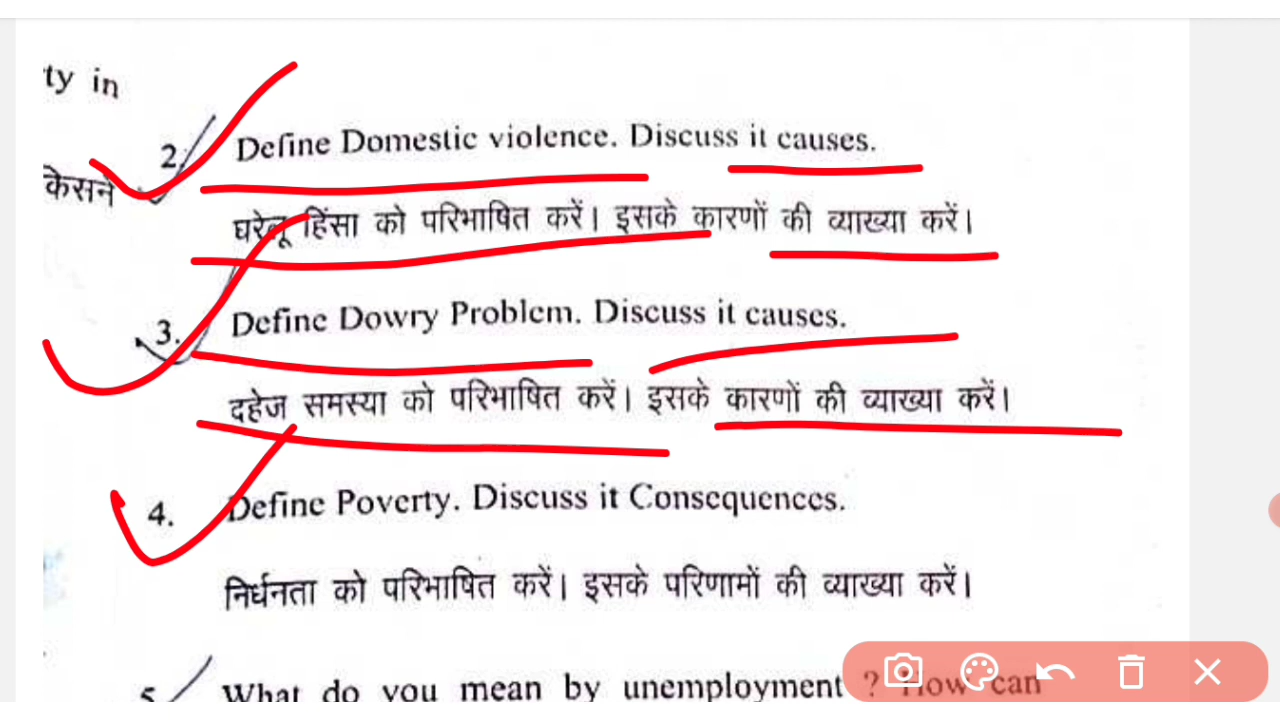 ty in
2. Define Domestic violence. Discuss it causes.
केसने
घरेलू हिंसा को परिभाषित करें। इसके कारणों की व्याख्या करें।
3. Define Dowry Problem. Discuss it causes.
दहेज समस्या को परिभाषित करें। इसके कारणों की व्याख्या करें।
4. Define Poverty. Discuss it Consequences.
निर्धनता को परिभाषित करें। इसके परिणामों की व्याख्या करें।
5. What do you mean by unemployment ? How can